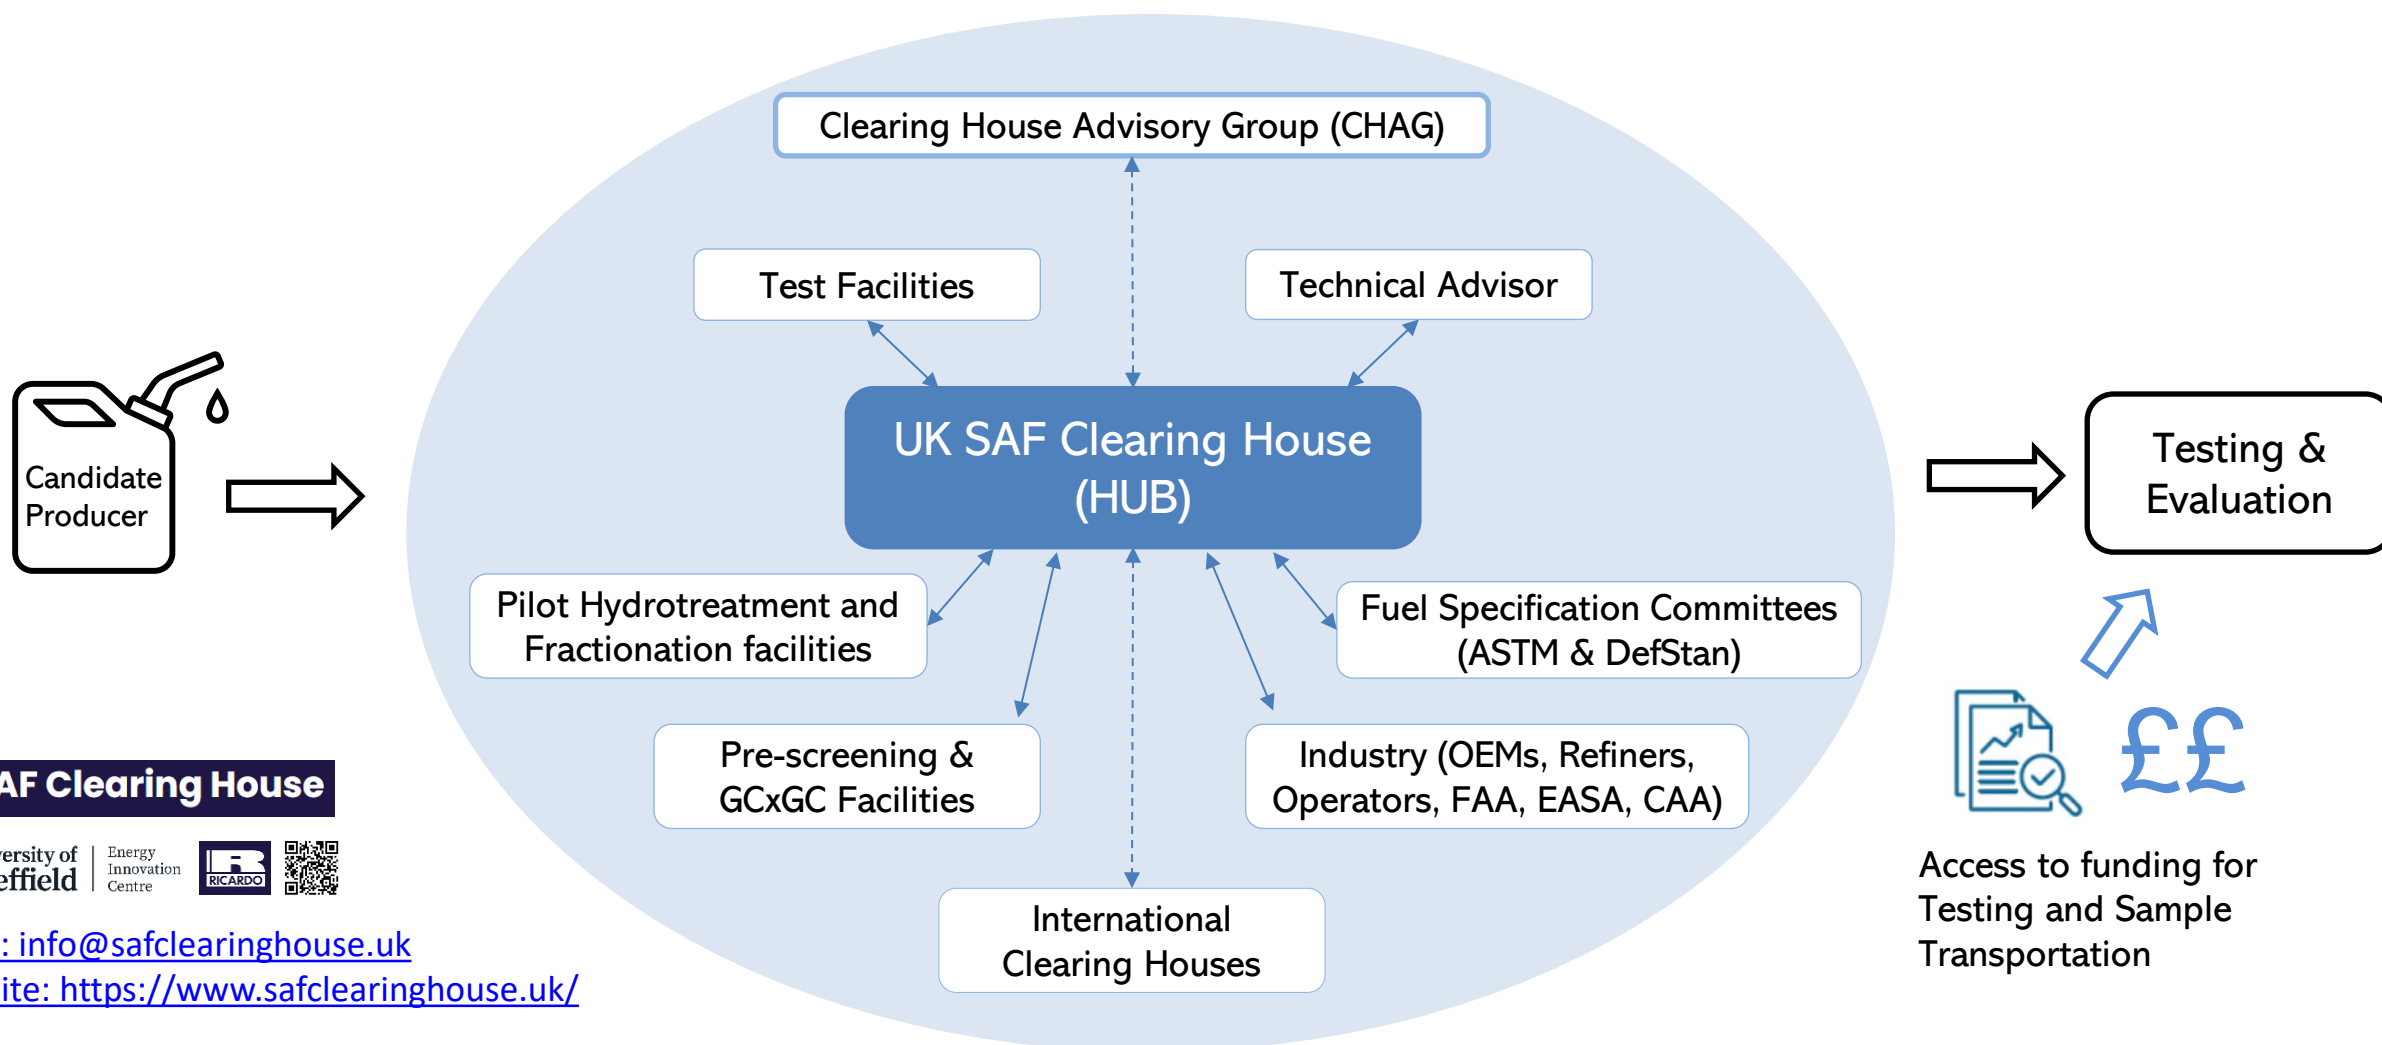 Clearing House Advisory Group (CHAG)
Test Facilities
Technical Advisor
Candidate
Producer
UK SAF Clearing House
(HUB)
Testing &
Evaluation
Pilot Hydrotreatment and
Fractionation facilities
Fuel Specification Committees
(ASTM & DefStan)
Pre-screening &
GCxGC Facilities
Industry (OEMs, Refiners,
Operators, FAA, EASA, CAA)
International
Clearing Houses
££
Access to funding for
Testing and Sample
Transportation
AF Clearing House
ersity of
effield
Energy
Innovation
Centre
RICARDO
: info@safclearinghouse.uk
ite: https://www.safclearinghouse.uk/